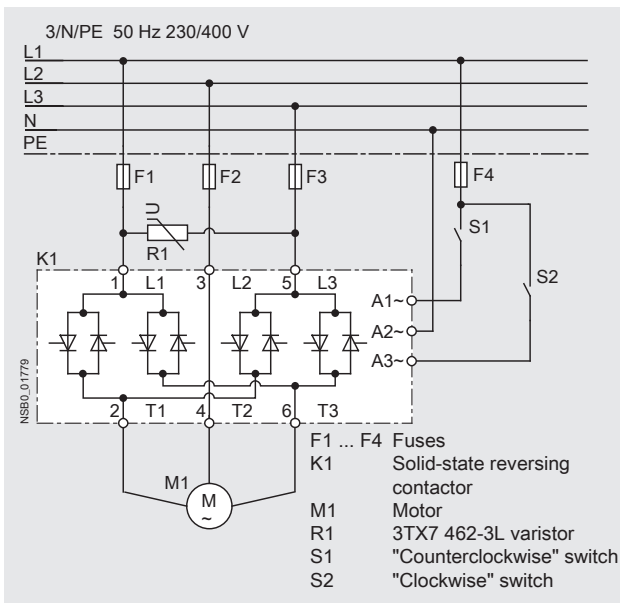 3/N/PE 50 Hz 230/400 V
L1
L2
L3
N
PE
F1 F2 F3 F4
U
R1
S1
S2
K1
1 L1 3 L2 5 L3
A1~
A2~
A3~
NSB0_01779
2 T1 4 T2 6 T3
M1
M
~
F1 ... F4 Fuses
K1 Solid-state reversing
contactor
M1 Motor
R1 3TX7 462-3L varistor
S1 "Counterclockwise" switch
S2 "Clockwise" switch